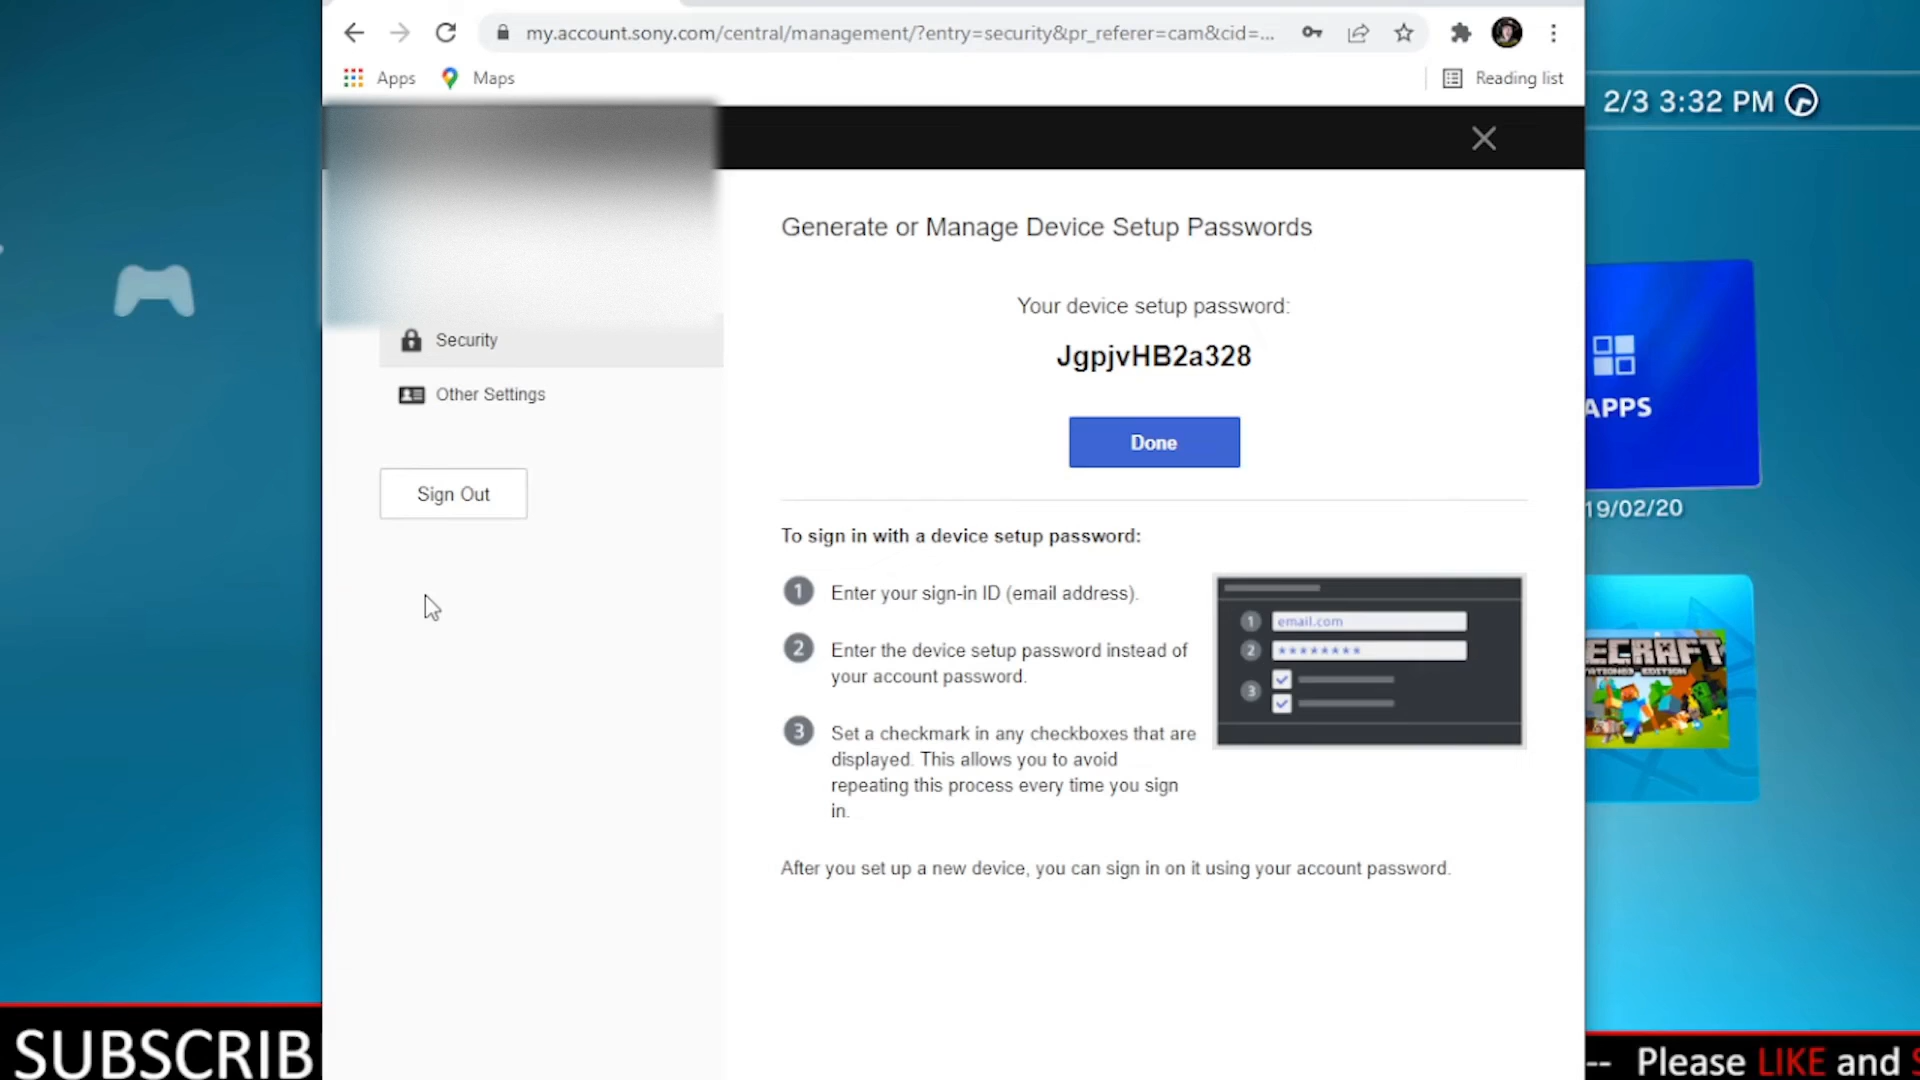 my.account.sony.com/central/management/?entry=security&pr_referer=cam&cid=...
Apps
Maps
Reading list
2/3 3:32 PM
Generate or Manage Device Setup Passwords
Your device setup password:
JgpjvHB2a328
Done
Security
Other Settings
Sign Out
To sign in with a device setup password:
1 Enter your sign-in ID (email address).
2 Enter the device setup password instead of
your account password.
3 Set a checkmark in any checkboxes that are
displayed. This allows you to avoid
repeating this process every time you sign
in.
1 email.com
2 ********
3
After you set up a new device, you can sign in on it using your account password.
APPS
19/02/20
ECRAFT
SUBSCRIB
-- Please LIKE and S